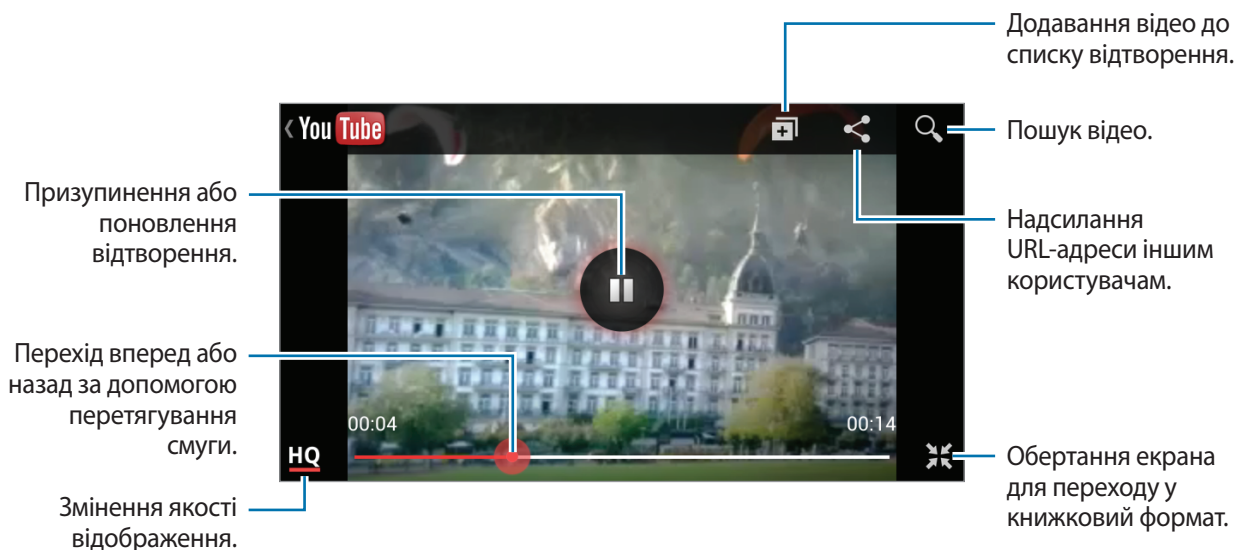 Додавання відео до
списку відтворення.
You Tube
Пошук відео.
Призупинення або
поновлення
відтворення.
Надсилання
URL-адреси іншим
користувачам.
Перехід вперед або
назад за допомогою
перетягування
смуги.
00:04
00:14
HQ
Обертання екрана
для переходу у
книжковий формат.
Змінення якості
відображення.